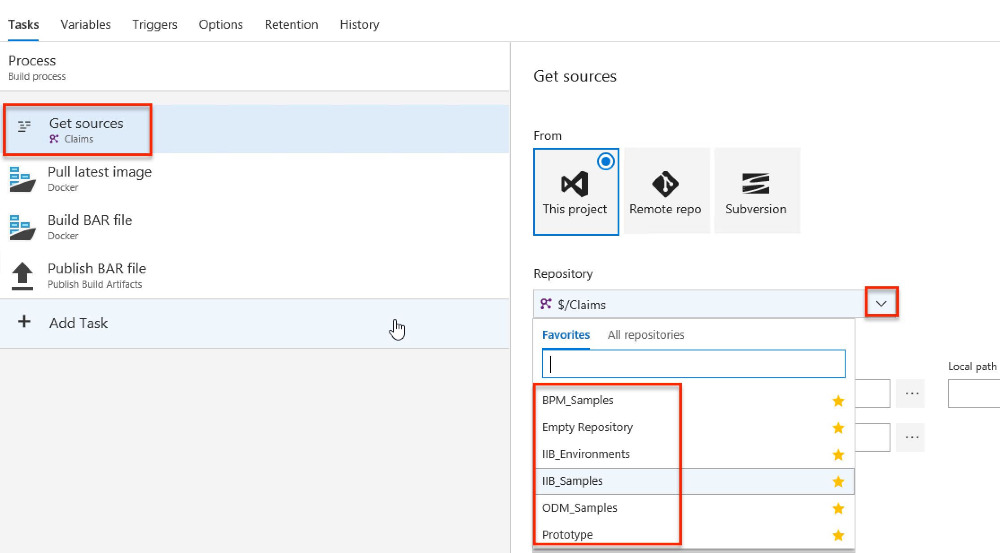 Tasks Variables Triggers Options Retention History
Process
Build process
Get sources
Claims
Pull latest image
Docker
Build BAR file
Docker
Publish BAR file
Publish Build Artifacts
+ Add Task
Get sources
From
This project Remote repo Subversion
Repository
$/Claims
Favorites All repositories
Local path
BPM_Samples
Empty Repository
IIB_Environments
IIB_Samples
ODM_Samples
Prototype